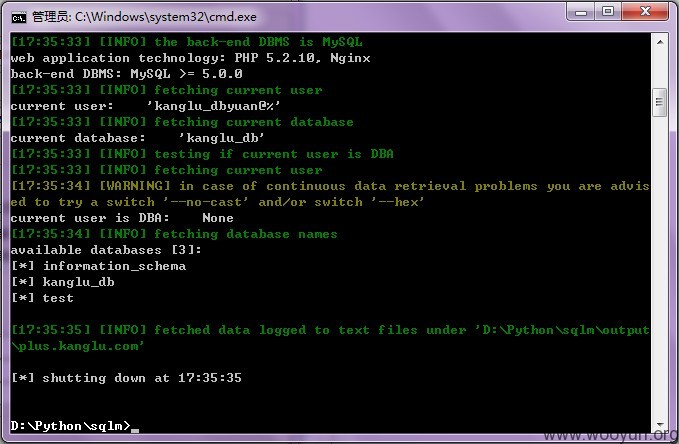 管理员: C:\Windows\system32\cmd.exe
[17:35:33] [INFO] the back-end DBMS is MySQL
web application technology: PHP 5.2.10, Nginx
back-end DBMS: MySQL >= 5.0.0
[17:35:33] [INFO] fetching current user
current user:    'kanglu_dbyuan@%'
[17:35:33] [INFO] fetching current database
current database:    'kanglu_db'
[17:35:33] [INFO] testing if current user is DBA
[17:35:33] [INFO] fetching current user
[17:35:34] [WARNING] in case of continuous data retrieval problems you are advis
ed to try a switch '--no-cast' and/or switch '--hex'
current user is DBA:    None
[17:35:34] [INFO] fetching database names
available databases [3]:
[*] information_schema
[*] kanglu_db
[*] test
[17:35:35] [INFO] fetched data logged to text files under 'D:\Python\sqlm\output
\plus.kanglu.com'
[*] shutting down at 17:35:35
D:\Python\sqlm>_
www.wooyun.org